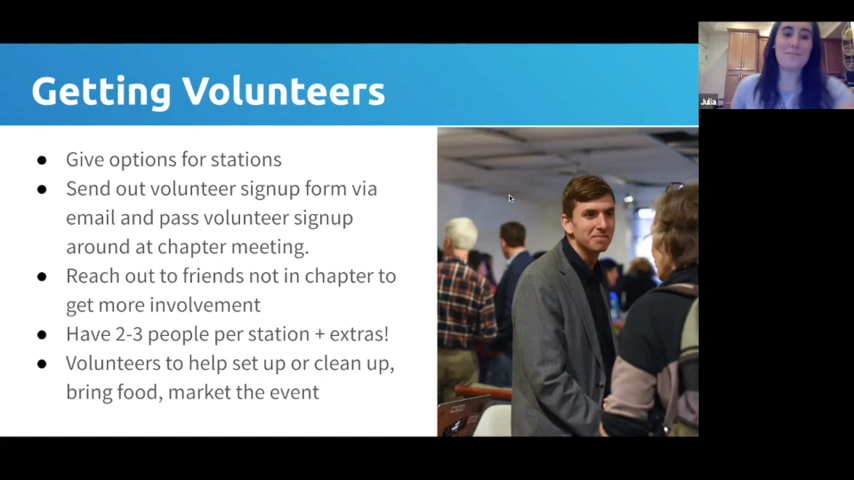 Getting Volunteers
● Give options for stations
● Send out volunteer signup form via
email and pass volunteer signup
around at chapter meeting.
● Reach out to friends not in chapter to
get more involvement
● Have 2-3 people per station + extras!
● Volunteers to help set up or clean up,
bring food, market the event
Julia